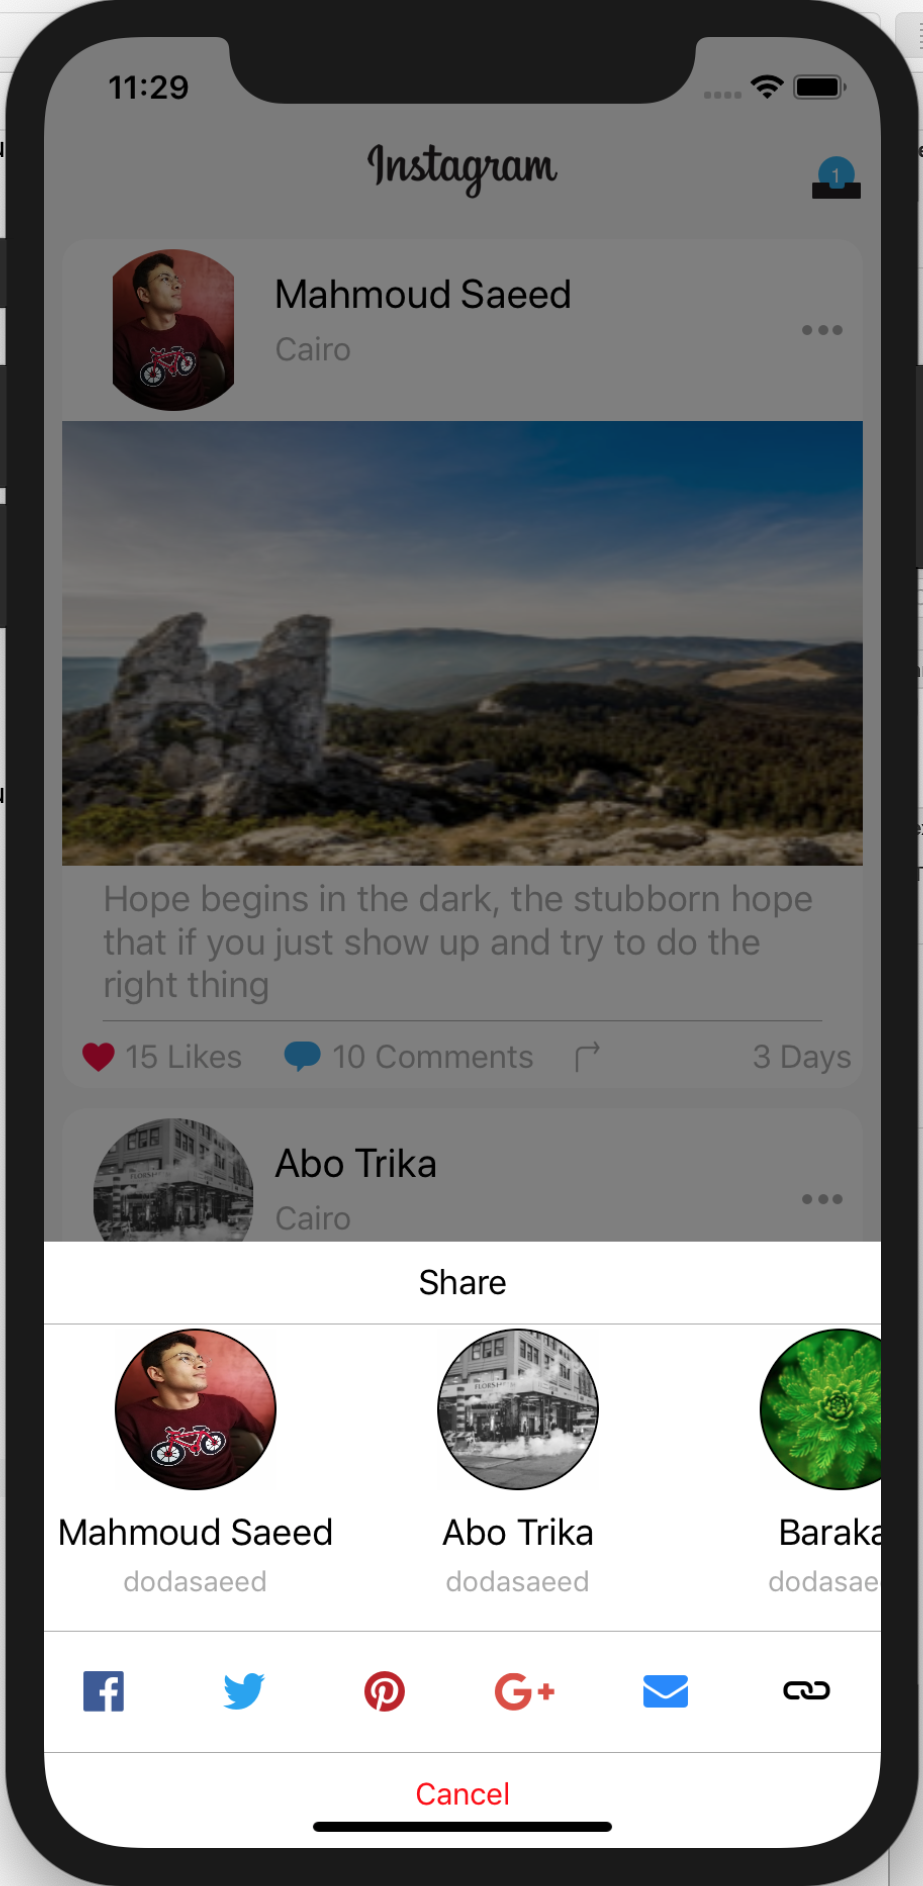 11:29
Instagram
1
Mahmoud Saeed
Cairo
Hope begins in the dark, the stubborn hope
that if you just show up and try to do the
right thing
15 Likes
10 Comments
3 Days
Abo Trika
Cairo
Share
FLORSH
Mahmoud Saeed
Abo Trika
Baraka
dodasaeed
dodasaeed
dodasae
Cancel